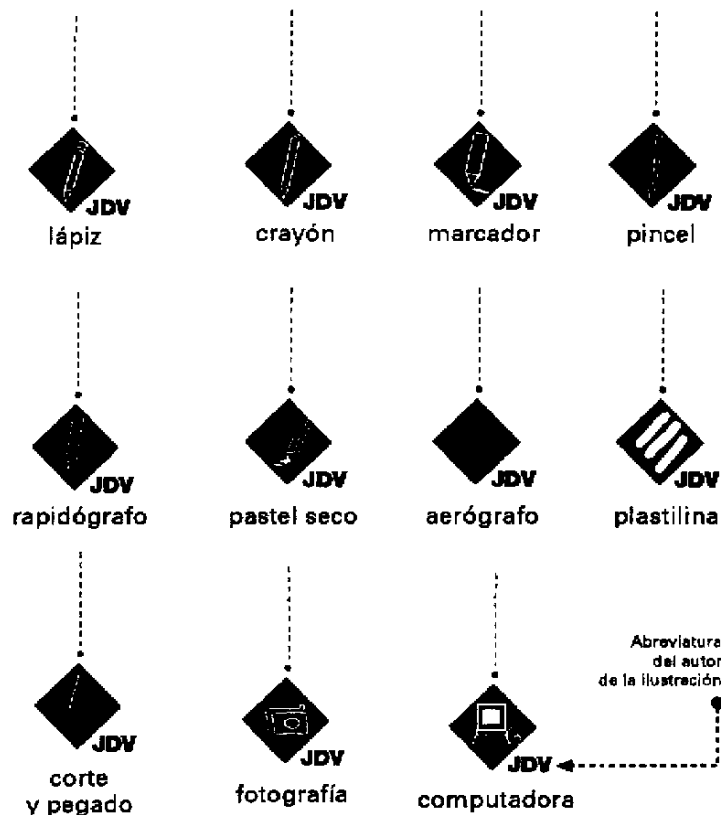 JDV
lápiz
JDV
crayón
JDV
marcador
JDV
pincel
JDV
rapidógrafo
JDV
pastel seco
JDV
aerógrafo
JDV
plastilina
JDV
corte
y pegado
JDV
fotografía
JDV
computadora
Abreviatura
del autor
de la ilustración